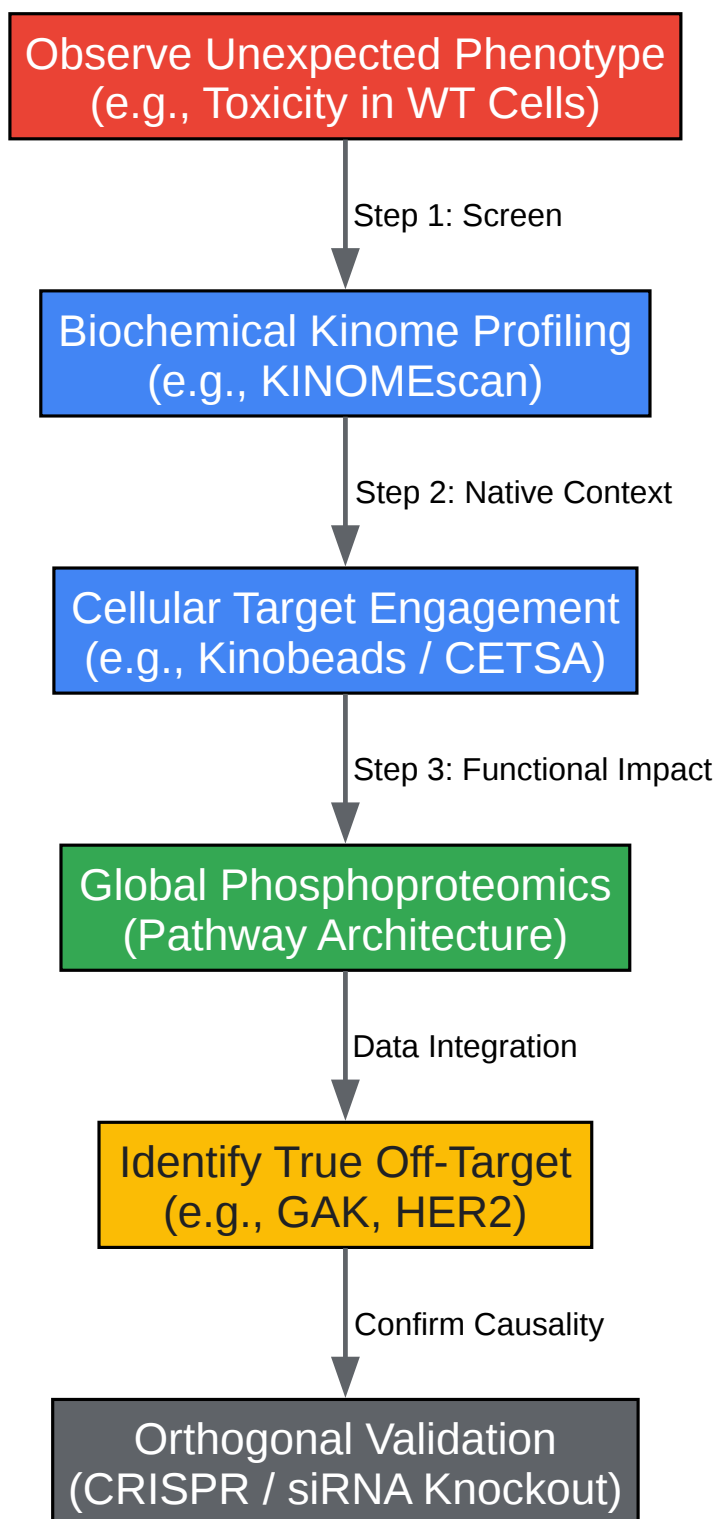 Observe Unexpected Phenotype
(e.g., Toxicity in WT Cells)
Step 1: Screen
Biochemical Kinome Profiling
(e.g., KINOMEscan)
Step 2: Native Context
Cellular Target Engagement
(e.g., Kinobeads / CETSA)
Step 3: Functional Impact
Global Phosphoproteomics
(Pathway Architecture)
Data Integration
Identify True Off-Target
(e.g., GAK, HER2)
Confirm Causality
Orthogonal Validation
(CRISPR / siRNA Knockout)